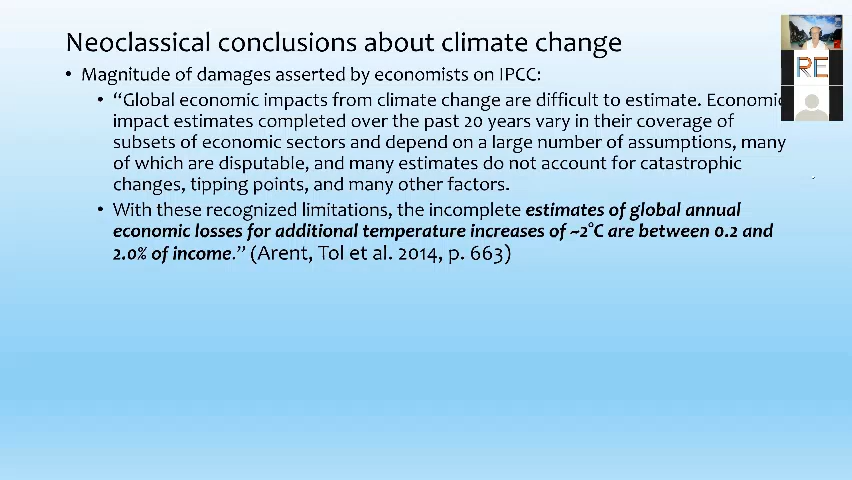 Neoclassical conclusions about climate change
• Magnitude of damages asserted by economists on IPCC:
• “Global economic impacts from climate change are difficult to estimate. Economic
impact estimates completed over the past 20 years vary in their coverage of
subsets of economic sectors and depend on a large number of assumptions, many
of which are disputable, and many estimates do not account for catastrophic
changes, tipping points, and many other factors.
• With these recognized limitations, the incomplete estimates of global annual
economic losses for additional temperature increases of ~2°C are between 0.2 and
2.0% of income.” (Arent, Tol et al. 2014, p. 663)
RE